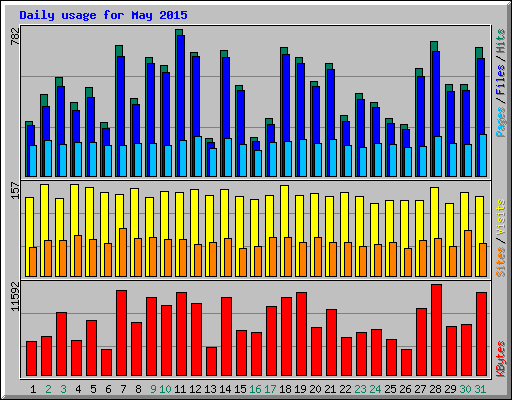 Daily usage for May 2015
782
Pages / Files / Hits
157
Sites / Visits
11592
KBytes
1 2 3 4 5 6 7 8 9 10 11 12 13 14 15 16 17 18 19 20 21 22 23 24 25 26 27 28 29 30 31